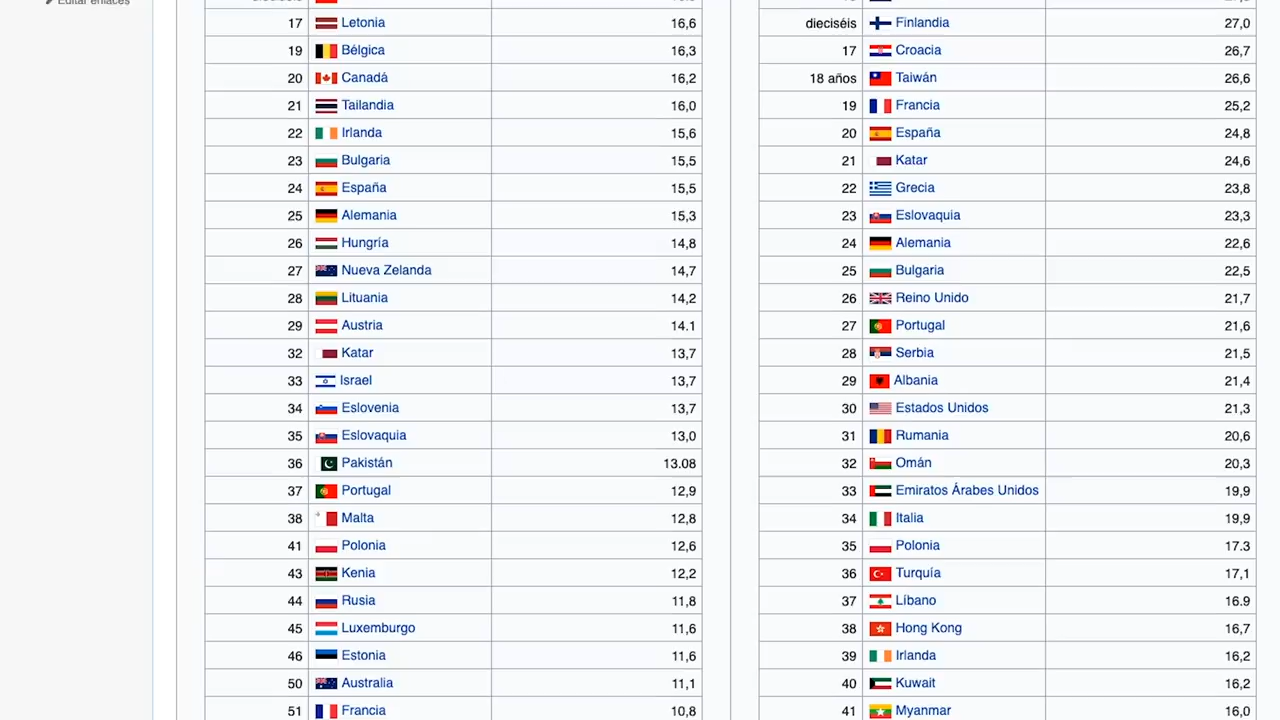 Editar enlaces
17 Letonia 16,6
19 Bélgica 16,3
20 Canadá 16,2
21 Tailandia 16,0
22 Irlanda 15,6
23 Bulgaria 15,5
24 España 15,5
25 Alemania 15,3
26 Hungría 14,8
27 Nueva Zelanda 14,7
28 Lituania 14,2
29 Austria 14.1
32 Katar 13,7
33 Israel 13,7
34 Eslovenia 13,7
35 Eslovaquia 13,0
36 Pakistán 13.08
37 Portugal 12,9
38 Malta 12,8
41 Polonia 12,6
43 Kenia 12,2
44 Rusia 11,8
45 Luxemburgo 11,6
46 Estonia 11,6
50 Australia 11,1
51 Francia 10,8
dieciséis Finlandia 27,0
17 Croacia 26,7
18 años Taiwán 26,6
19 Francia 25,2
20 España 24,8
21 Katar 24,6
22 Grecia 23,8
23 Eslovaquia 23,3
24 Alemania 22,6
25 Bulgaria 22,5
26 Reino Unido 21,7
27 Portugal 21,6
28 Serbia 21,5
29 Albania 21,4
30 Estados Unidos 21,3
31 Rumania 20,6
32 Omán 20,3
33 Emiratos Árabes Unidos 19,9
34 Italia 19,9
35 Polonia 17.3
36 Turquía 17,1
37 Líbano 16.9
38 Hong Kong 16,7
39 Irlanda 16,2
40 Kuwait 16,2
41 Myanmar 16,0